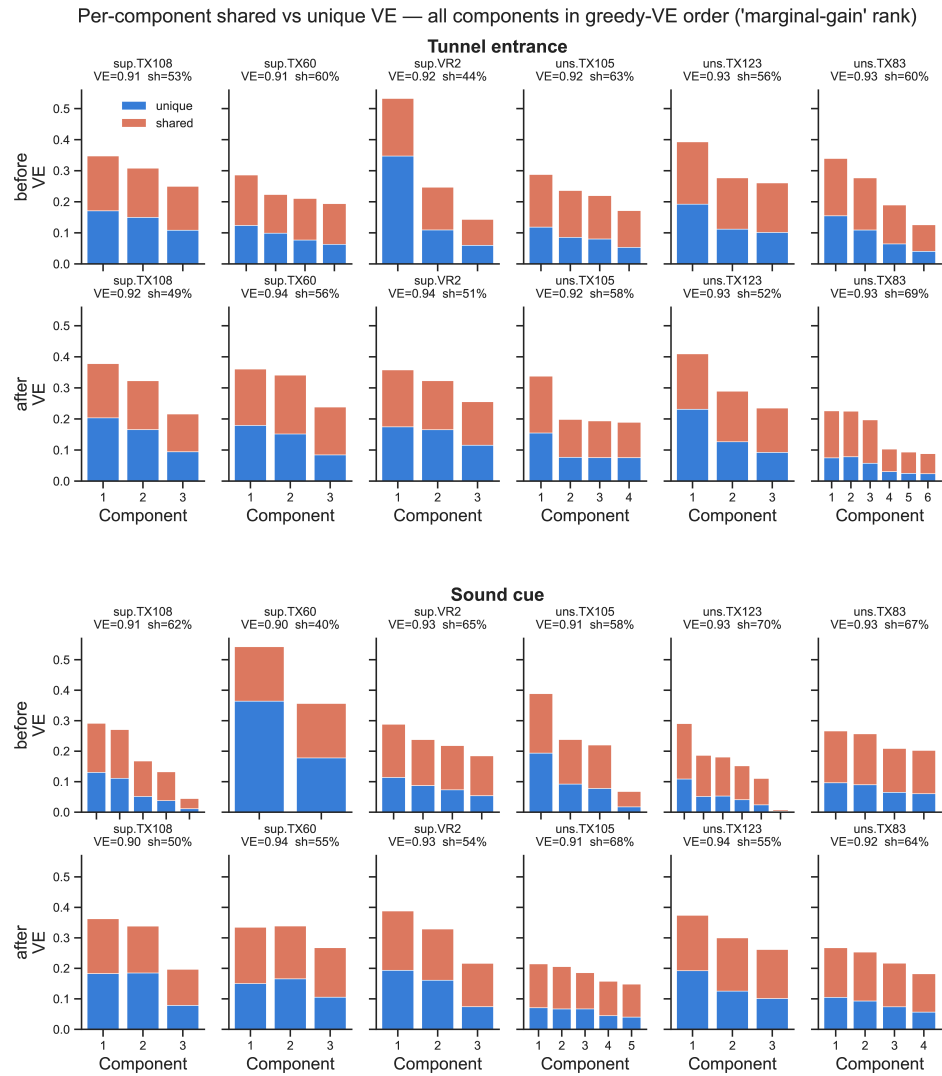 Per-component shared vs unique VE — all components in greedy-VE order ('marginal-gain' rank)
Tunnel entrance
sup.TX108
VE=0.91 sh=53%
sup.TX60
VE=0.91 sh=60%
sup.VR2
VE=0.92 sh=44%
uns.TX105
VE=0.92 sh=63%
uns.TX123
VE=0.93 sh=56%
uns.TX83
VE=0.93 sh=60%
unique
shared
before
VE
0.5
0.4
0.3
0.2
0.1
0.0
sup.TX108
VE=0.92 sh=49%
sup.TX60
VE=0.94 sh=56%
sup.VR2
VE=0.94 sh=51%
uns.TX105
VE=0.92 sh=58%
uns.TX123
VE=0.93 sh=52%
uns.TX83
VE=0.93 sh=69%
after
VE
0.5
0.4
0.3
0.2
0.1
0.0
1 2 3
1 2 3
1 2 3
1 2 3 4
1 2 3
1 2 3 4 5 6
Component
Component
Component
Component
Component
Component
Sound cue
sup.TX108
VE=0.91 sh=62%
sup.TX60
VE=0.90 sh=40%
sup.VR2
VE=0.93 sh=65%
uns.TX105
VE=0.91 sh=58%
uns.TX123
VE=0.93 sh=70%
uns.TX83
VE=0.93 sh=67%
before
VE
0.5
0.4
0.3
0.2
0.1
0.0
sup.TX108
VE=0.90 sh=50%
sup.TX60
VE=0.94 sh=55%
sup.VR2
VE=0.93 sh=54%
uns.TX105
VE=0.91 sh=68%
uns.TX123
VE=0.94 sh=55%
uns.TX83
VE=0.92 sh=64%
after
VE
0.5
0.4
0.3
0.2
0.1
0.0
1 2 3
1 2 3
1 2 3
1 2 3 4 5
1 2 3
1 2 3 4
Component
Component
Component
Component
Component
Component